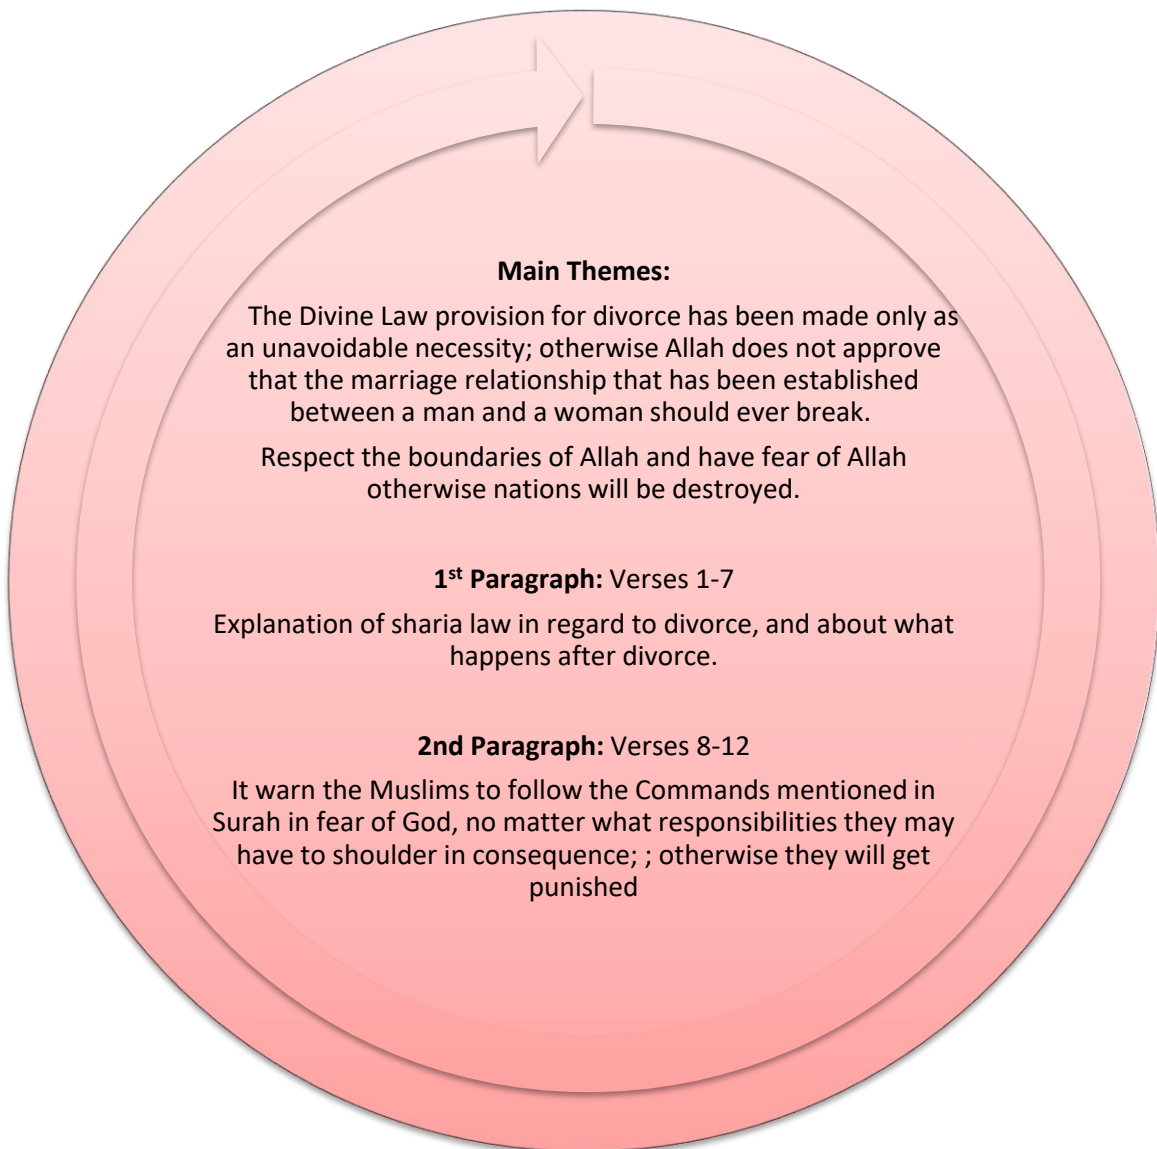 Main Themes:
The Divine Law provision for divorce has been made only as
an unavoidable necessity; otherwise Allah does not approve
that the marriage relationship that has been established
between a man and a woman should ever break.
Respect the boundaries of Allah and have fear of Allah
otherwise nations will be destroyed.
1st Paragraph: Verses 1-7
Explanation of sharia law in regard to divorce, and about what
happens after divorce.
2nd Paragraph: Verses 8-12
It warn the Muslims to follow the Commands mentioned in
Surah in fear of God, no matter what responsibilities they may
have to shoulder in consequence; ; otherwise they will get
punished